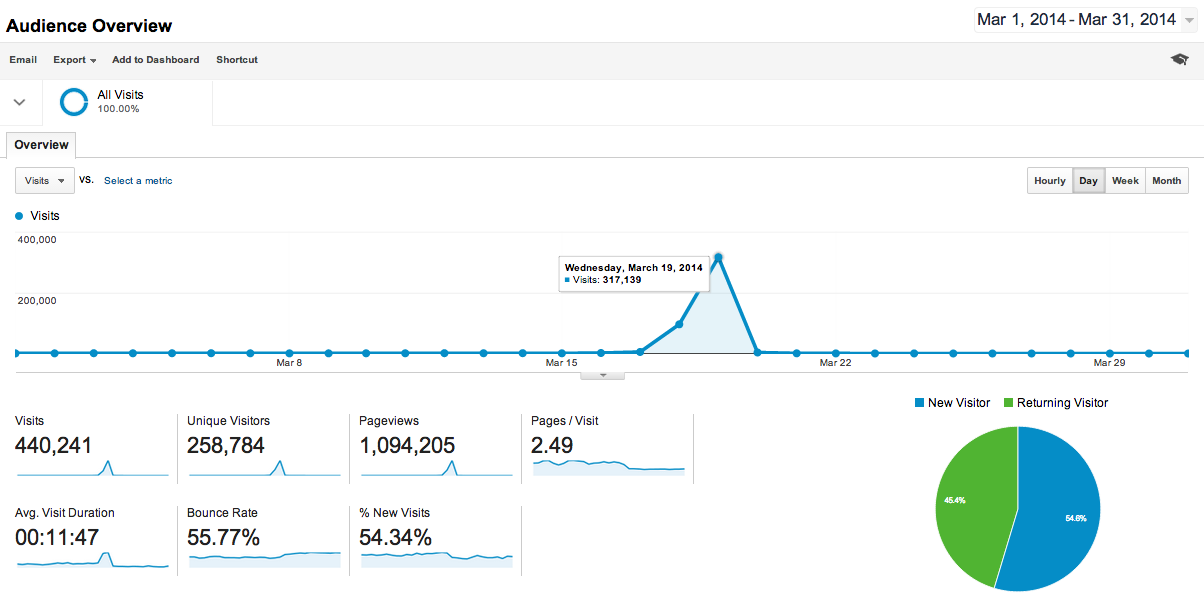 Audience Overview
Mar 1, 2014 - Mar 31, 2014
Email Export Add to Dashboard Shortcut
All Visits
100.00%
Overview
Visits VS. Select a metric
Hourly Day Week Month
Visits
400,000
200,000
Wednesday, March 19, 2014
Visits: 317,139
Mar 8 Mar 15 Mar 22 Mar 29
New Visitor Returning Visitor
Visits Unique Visitors Pageviews Pages / Visit
440,241 258,784 1,094,205 2.49
45.4%
54.6%
Avg. Visit Duration Bounce Rate % New Visits
00:11:47 55.77% 54.34%